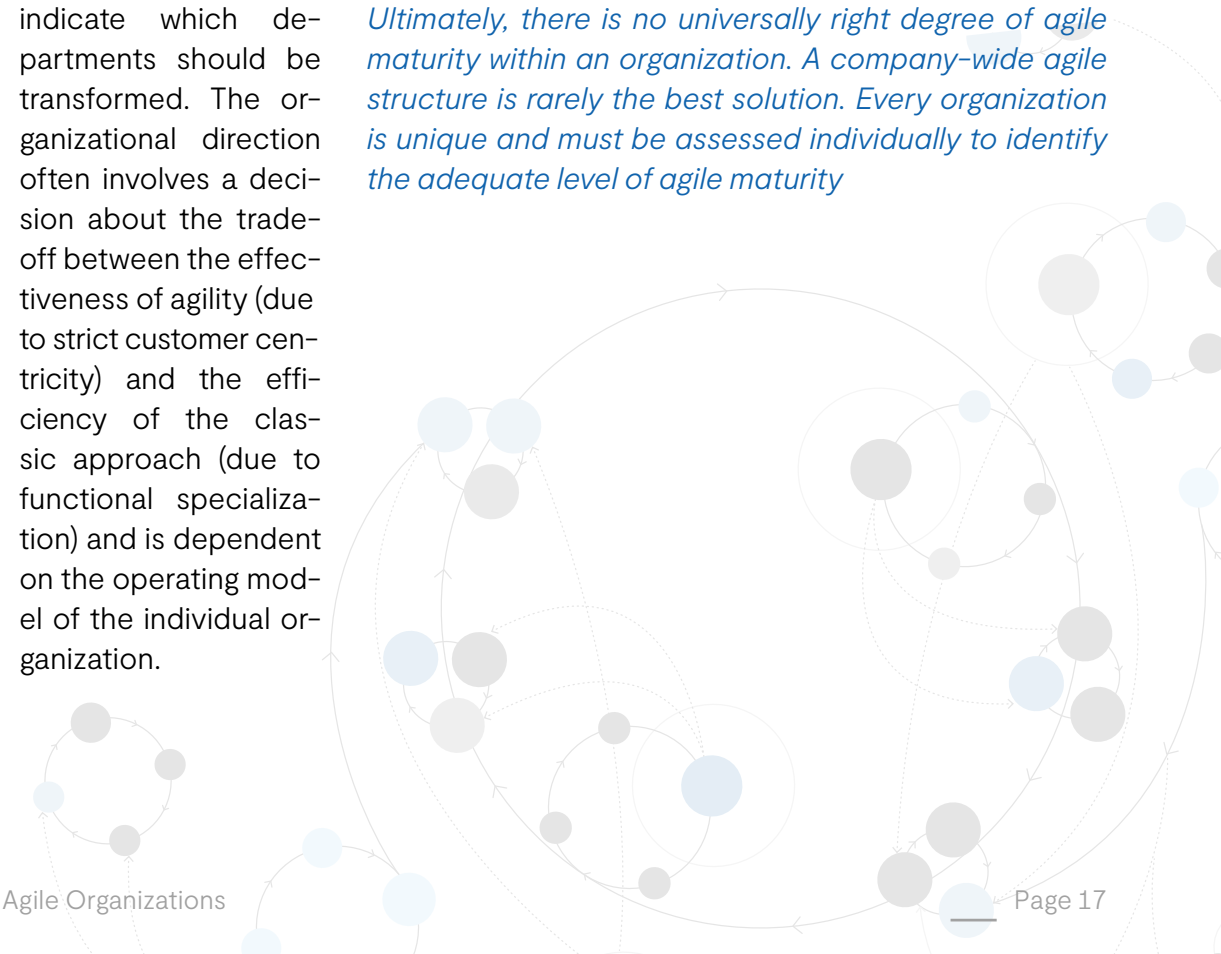 indicate which de-
partments should be
transformed. The or-
ganizational direction
often involves a deci-
sion about the trade-
off between the effec-
tiveness of agility (due
to strict customer cen-
tricity) and the effi-
ciency of the clas-
sic approach (due to
functional specializa-
tion) and is dependent
on the operating mod-
el of the individual or-
ganization.
Ultimately, there is no universally right degree of agile
maturity within an organization. A company-wide agile
structure is rarely the best solution. Every organization
is unique and must be assessed individually to identify
the adequate level of agile maturity
Agile Organizations
Page 17